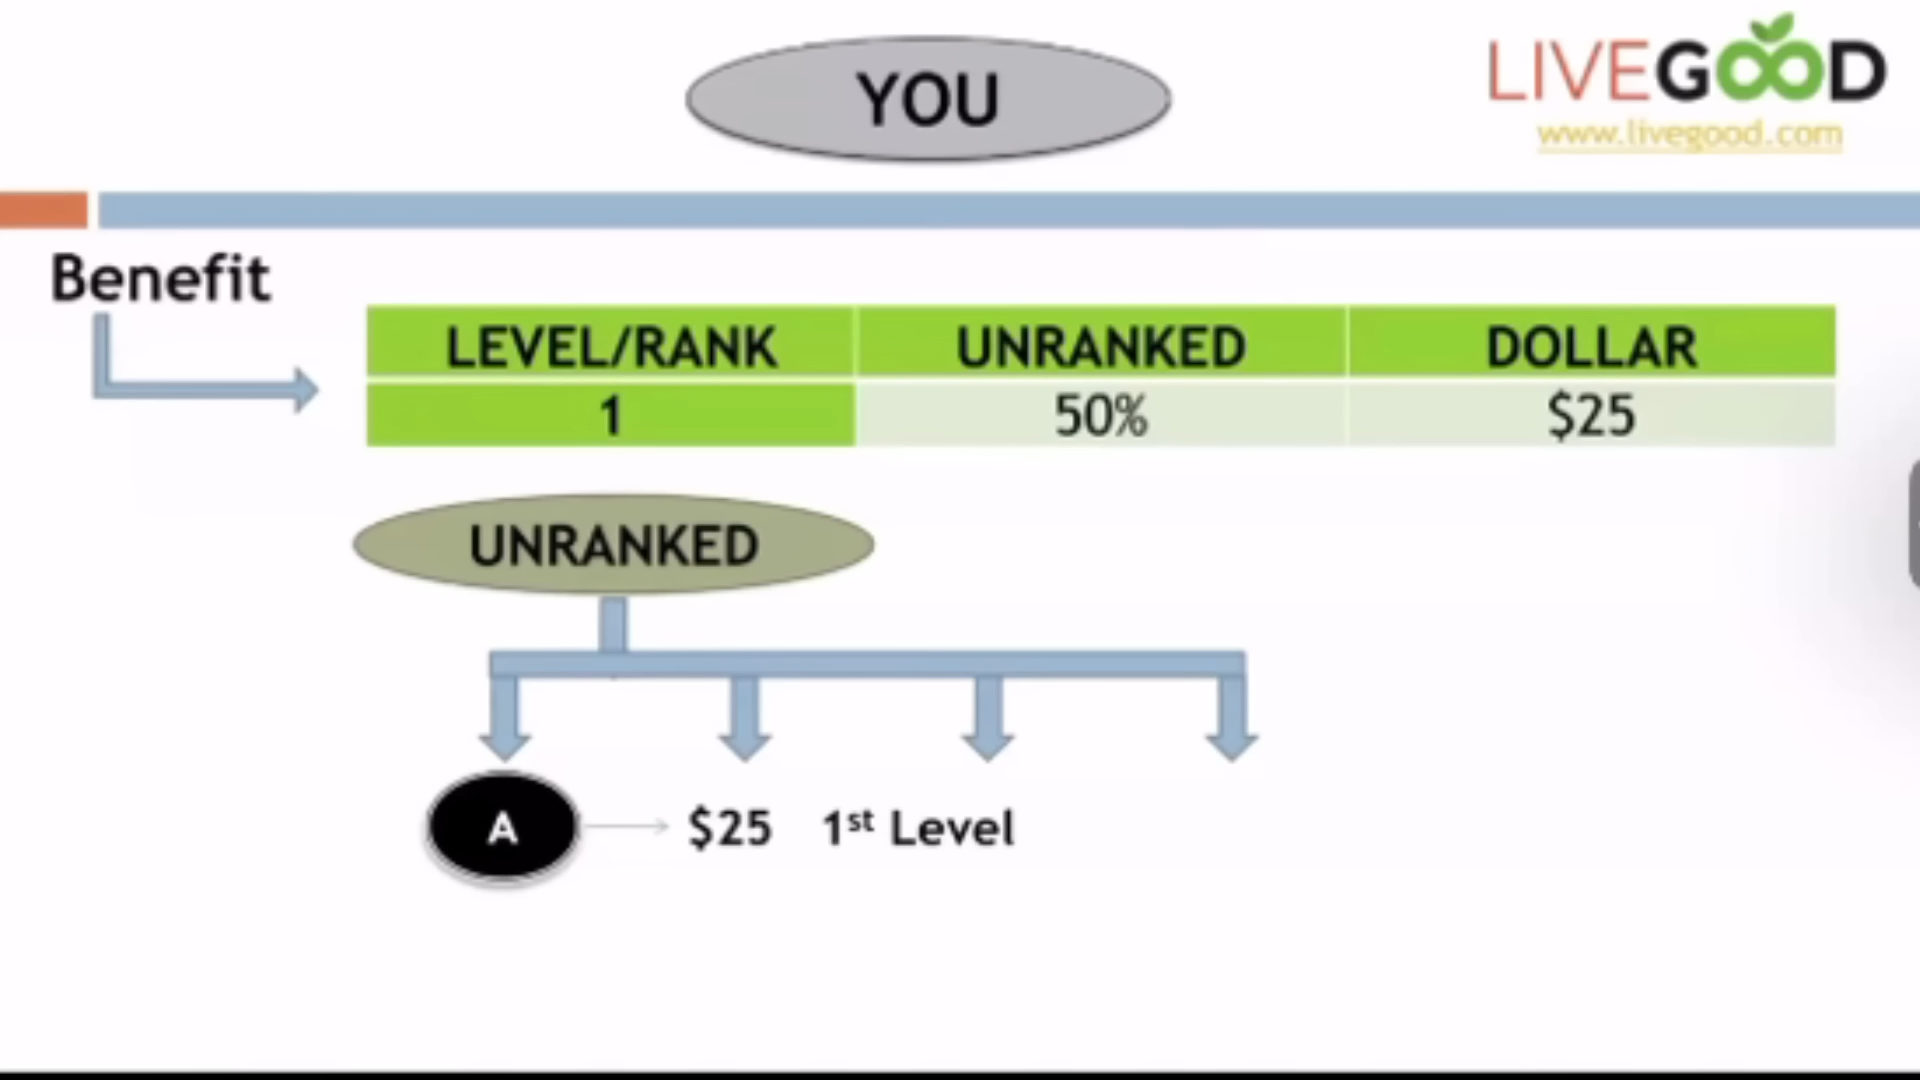 YOU
LIVEGOOD
www.livegood.com
Benefit
LEVEL/RANK UNRANKED DOLLAR
1 50% $25
UNRANKED
A $25 1st Level